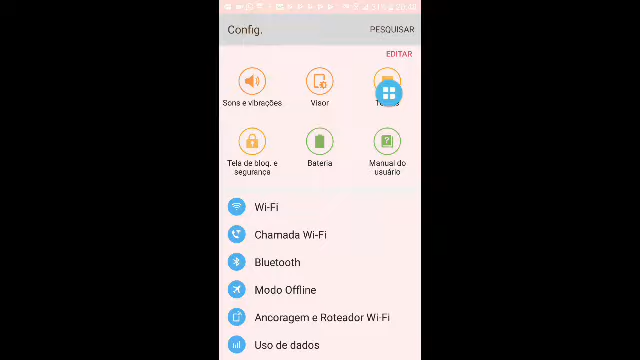 Config.
PESQUISAR
EDITAR
Sons e vibrações
Visor
Tela de bloq. e
segurança
Bateria
Manual do
usuário
Wi-Fi
Chamada Wi-Fi
Bluetooth
Modo Offline
Ancoragem e Roteador Wi-Fi
Uso de dados